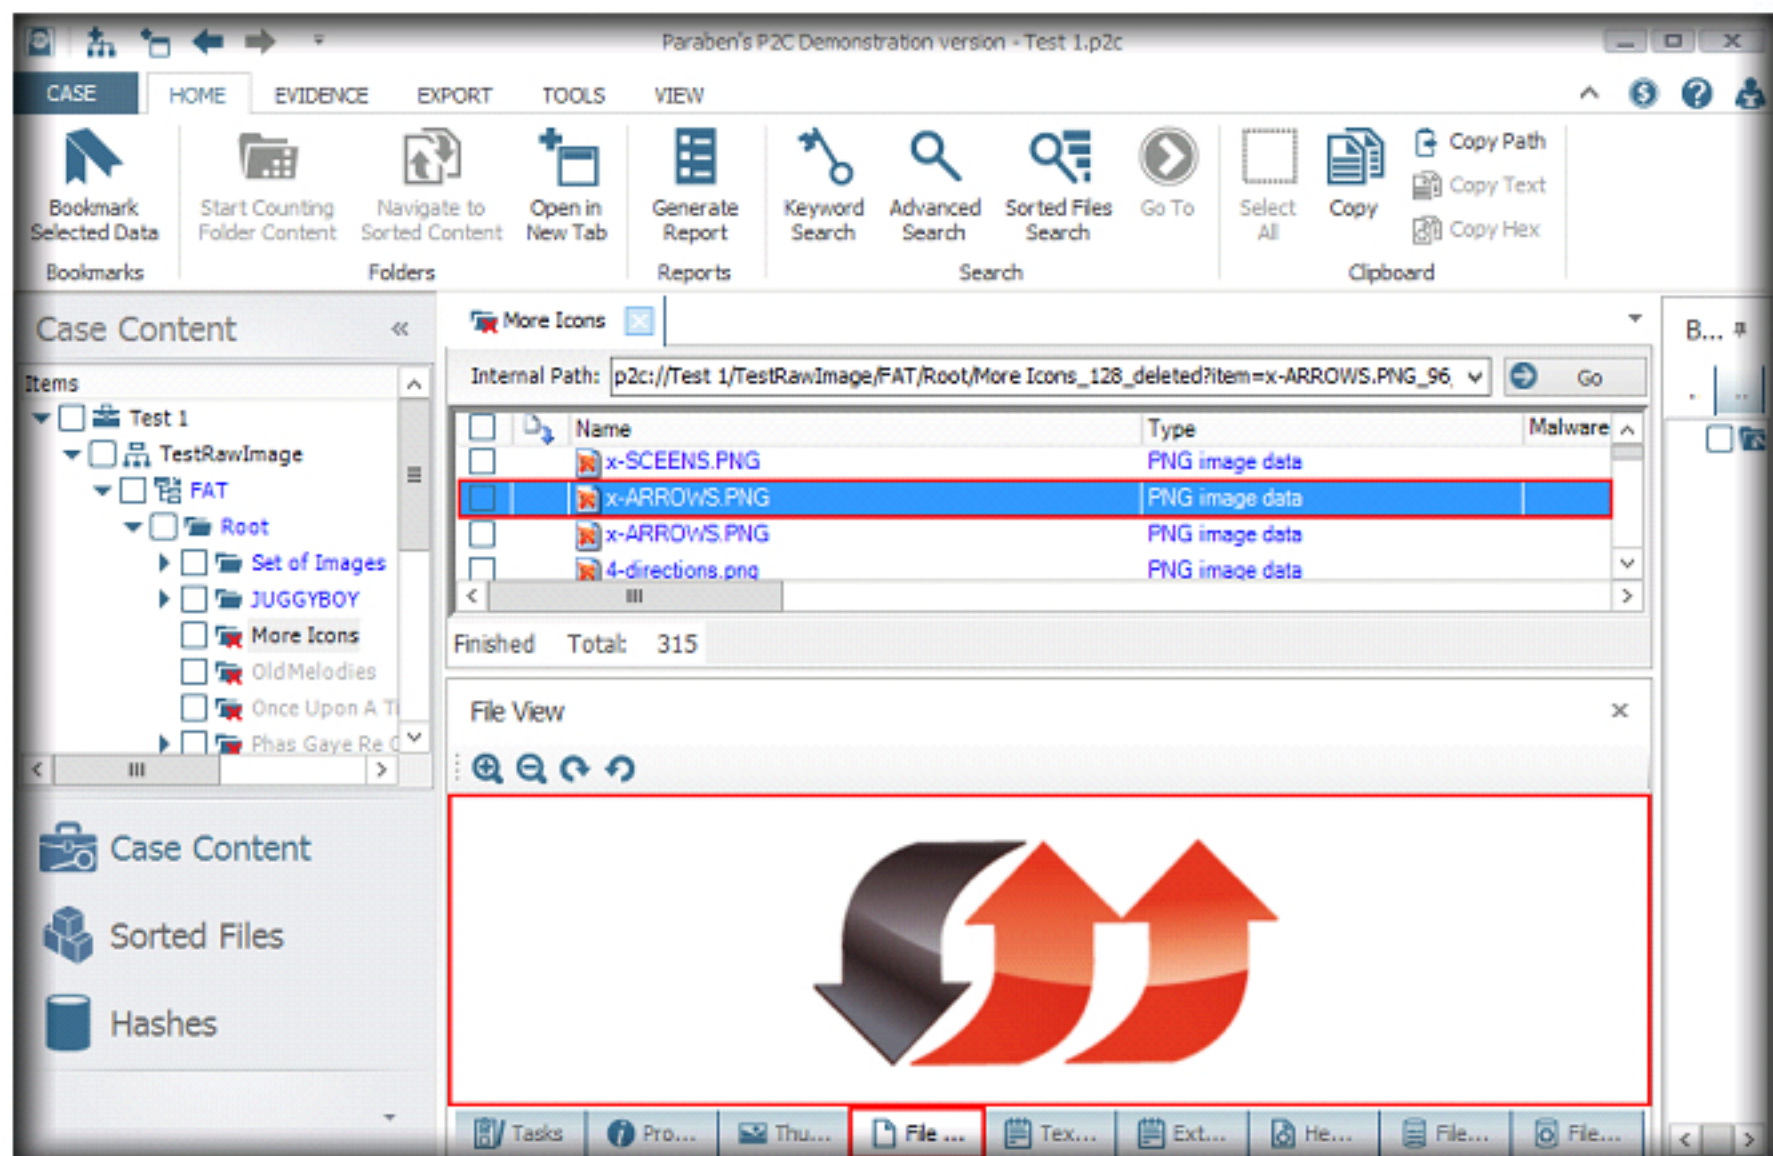 Paraben's P2C Demonstration version - Test 1.p2c
CASE HOME EVIDENCE EXPORT TOOLS VIEW
Bookmark Selected Data
Start Counting Folder Content
Navigate to Sorted Content
Open in New Tab
Generate Report
Keyword Search
Advanced Search
Sorted Files Search
Go To
Select All
Copy
Copy Path
Copy Text
Copy Hex
Bookmarks Folders Reports Search Clipboard
Case Content
Items
Test 1
TestRawImage
FAT
Root
Set of Images
JUGGYBOY
More Icons
OldMelodies
Once Upon A Ti
Phas Gaye Re O
Case Content
Sorted Files
Hashes
More Icons
Internal Path: p2c://Test 1/TestRawImage/FAT/Root/More Icons_128_deleted?item=x-ARROWS.PNG_96, Go
Name Type Malware
x-SCEENS.PNG PNG image data
x-ARROWS.PNG PNG image data
x-ARROWS.PNG PNG image data
4-directions.png PNG image data
Finished Total: 315
File View
Tasks Pro... Thu... File ... Tex... Ext... He... File... File...
B...